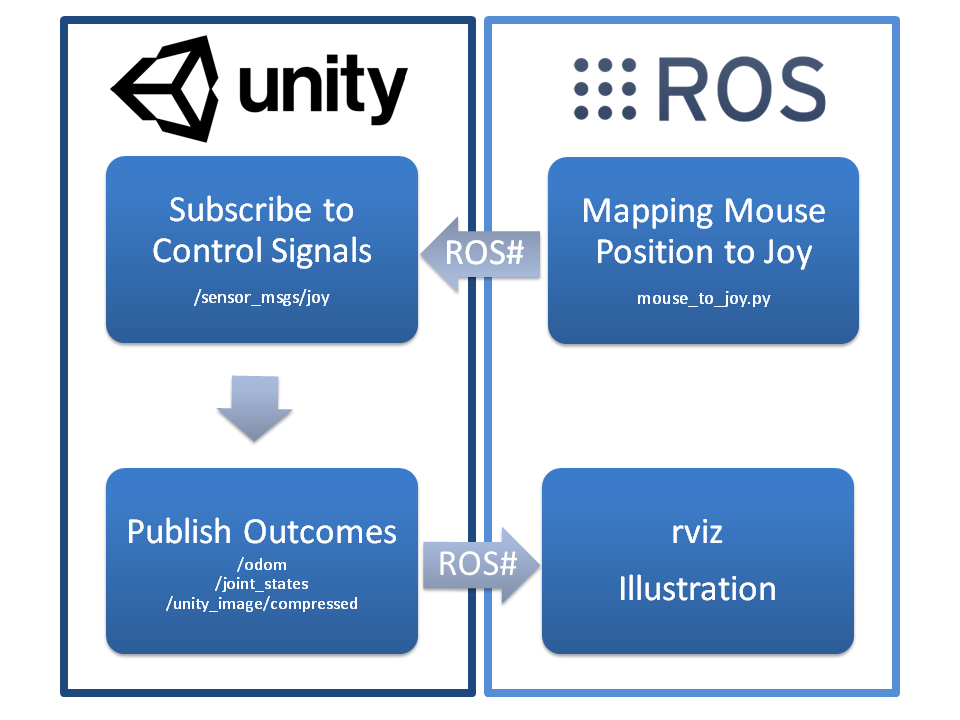 unity
ROS
Subscribe to
Control Signals
/sensor_msgs/joy
ROS#
Mapping Mouse
Position to Joy
mouse_to_joy.py
Publish Outcomes
/odom
/joint_states
/unity_image/compressed
ROS#
rviz
Illustration